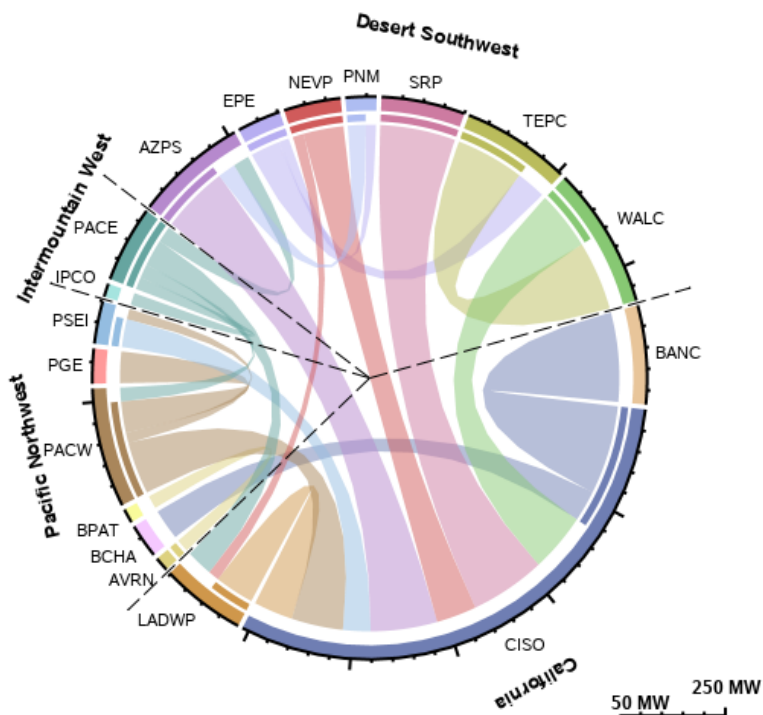 Desert Southwest
NEVP
PNM
SRP
EPE
TEPC
AZPS
WALC
Intermountain West
PACE
IPCO
PSEI
BANC
PGE
Pacific Northwest
PACW
BPAT
BCHA
AVRN
LADWP
CISO
California
250 MW
50 MW